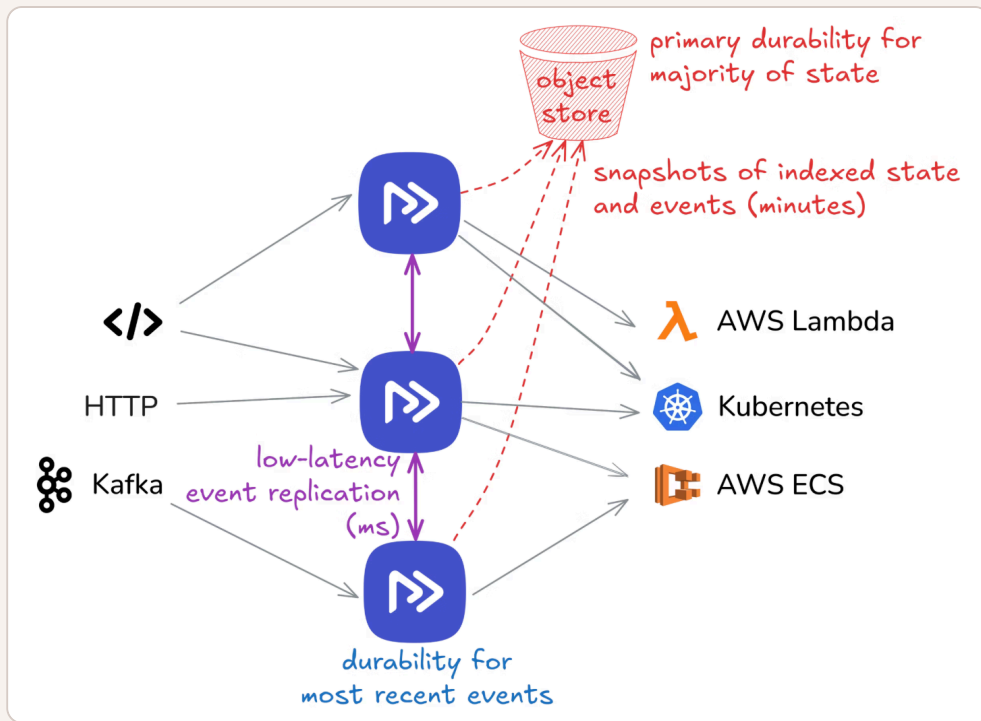 primary durability for
majority of state
object
store
snapshots of indexed state
and events (minutes)
</>
AWS Lambda
HTTP
Kubernetes
low-latency
event replication
(ms)
Kafka
AWS ECS
durability for
most recent events